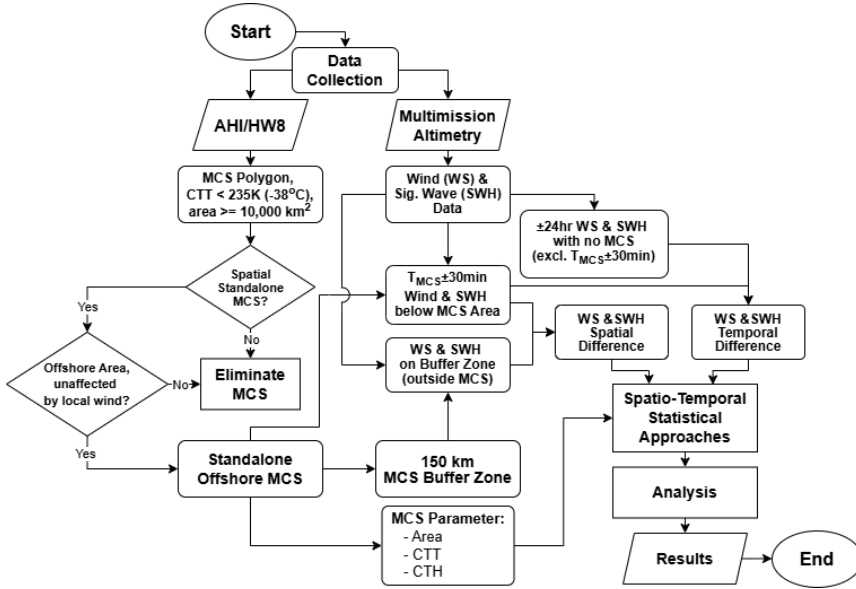 Start
Data
Collection
AHI/HW8
Multimission
Altimetry
MCS Polygon,
CTT < 235K (-38°C),
area >= 10,000 km²
Wind (WS) &
Sig. Wave (SWH)
Data
±24hr WS & SWH
with no MCS
(excl. TMCS±30min)
Spatial
Standalone
MCS?
TMCS±30min
Wind & SWH
below MCS Area
Yes
No
WS &SWH
Spatial
Difference
WS &SWH
Temporal
Difference
Offshore Area,
unaffected
by local wind?
No
Eliminate
MCS
WS & SWH
on Buffer Zone
(outside MCS)
Spatio-Temporal
Statistical
Approaches
Yes
Standalone
Offshore MCS
150 km
MCS Buffer Zone
Analysis
MCS Parameter:
- Area
- CTT
- CTH
Results
End